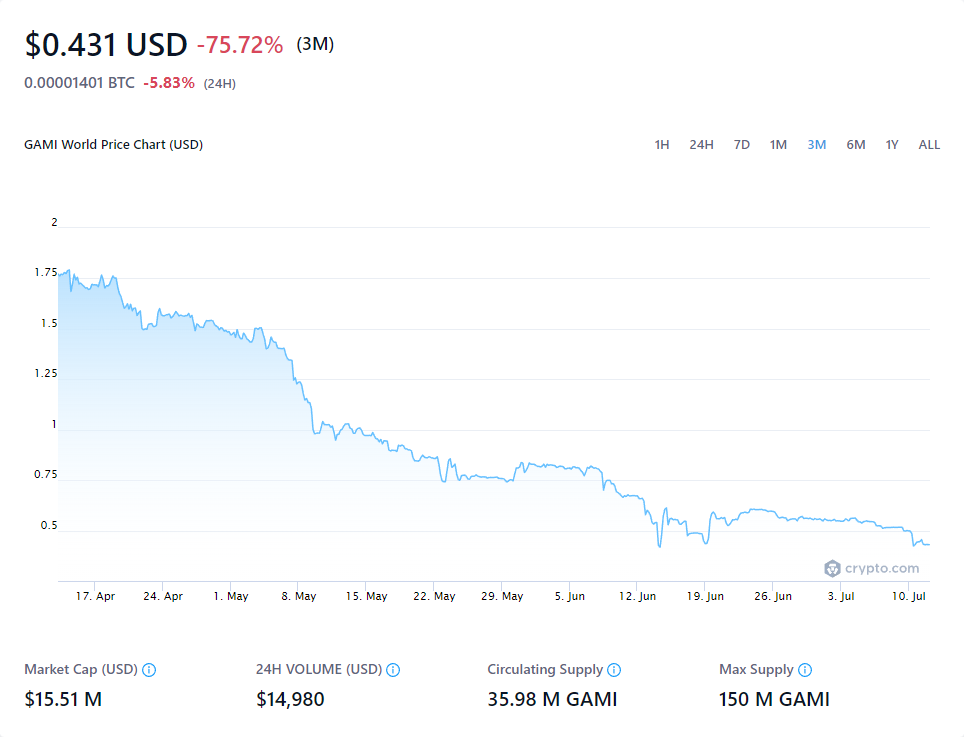 $0.431 USD -75.72% (3M)
0.00001401 BTC -5.83% (24H)
GAMI World Price Chart (USD) 1H 24H 7D 1M 3M 6M 1Y ALL
2
1.75
1.5
1.25
1
0.75
0.5
crypto.com
17. Apr 24. Apr 1. May 8. May 15. May 22. May 29. May 5. Jun 12. Jun 19. Jun 26. Jun 3. Jul 10. Jul
Market Cap (USD) 24H VOLUME (USD) Circulating Supply Max Supply
$15.51 M $14,980 35.98 M GAMI 150 M GAMI